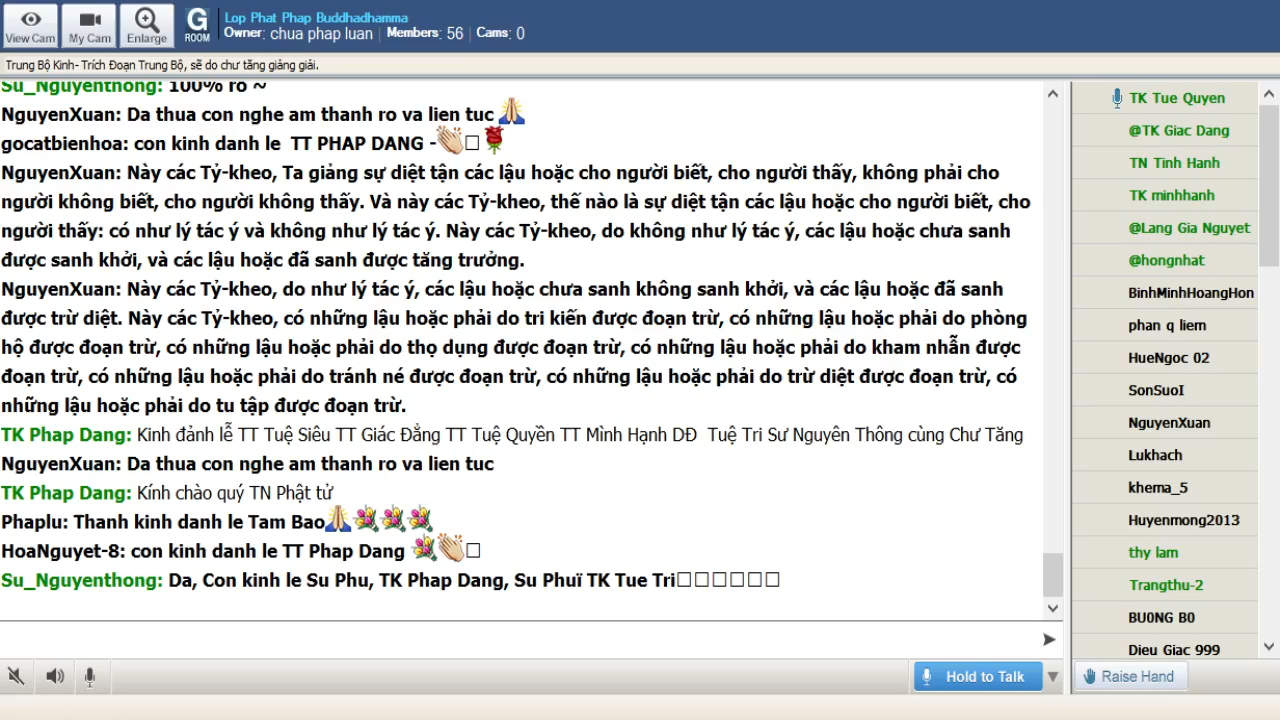 View Cam
My Cam
Enlarge
G
ROOM
Lop Phat Phap Buddhadhamma
Owner: chua phap luan | Members: 56 | Cams: 0
Trung Bộ Kinh- Trích Đoạn Trung Bộ, sẽ do chư tăng giảng giải.
Su_Nguyenthong: 100% ro ~
NguyenXuan: Da thua con nghe am thanh ro va lien tuc
gocatbienhoa: con kinh danh le TT PHAP DANG -
NguyenXuan: Này các Tỷ-kheo, Ta giảng sự diệt tận các lậu hoặc cho người biết, cho người thấy, không phải cho
người không biết, cho người không thấy. Và này các Tỷ-kheo, thế nào là sự diệt tận các lậu hoặc cho người biết, cho
người thấy: có như lý tác ý và không như lý tác ý. Này các Tỷ-kheo, do không như lý tác ý, các lậu hoặc chưa sanh
được sanh khởi, và các lậu hoặc đã sanh được tăng trưởng.
NguyenXuan: Này các Tỷ-kheo, do như lý tác ý, các lậu hoặc chưa sanh không sanh khởi, và các lậu hoặc đã sanh
được trừ diệt. Này các Tỷ-kheo, có những lậu hoặc phải do tri kiến được đoạn trừ, có những lậu hoặc phải do phòng
hộ được đoạn trừ, có những lậu hoặc phải do thọ dụng được đoạn trừ, có những lậu hoặc phải do kham nhẫn được
đoạn trừ, có những lậu hoặc phải do tránh né được đoạn trừ, có những lậu hoặc phải do trừ diệt được đoạn trừ, có
những lậu hoặc phải do tu tập được đoạn trừ.
TK Phap Dang: Kinh đảnh lễ TT Tuệ Siêu TT Giác Đẳng TT Tuệ Quyền TT Mình Hạnh DĐ Tuệ Tri Sư Nguyên Thông cùng Chư Tăng
NguyenXuan: Da thua con nghe am thanh ro va lien tuc
TK Phap Dang: Kính chào quý TN Phật tử
Phaplu: Thanh kinh danh le Tam Bao
HoaNguyet-8: con kinh danh le TT Phap Dang
Su_Nguyenthong: Da, Con kinh le Su Phu, TK Phap Dang, Su Phuï TK Tue Tri
Hold to Talk
TK Tue Quyen
@TK Giac Dang
TN Tinh Hanh
TK minhhanh
@Lang Gia Nguyet
@hongnhat
BinhMinhHoangHon
phan q liem
HueNgoc 02
SonSuoI
NguyenXuan
Lukhach
khema_5
Huyenmong2013
thy lam
Trangthu-2
BU0NG B0
Dieu Giac 999
Raise Hand